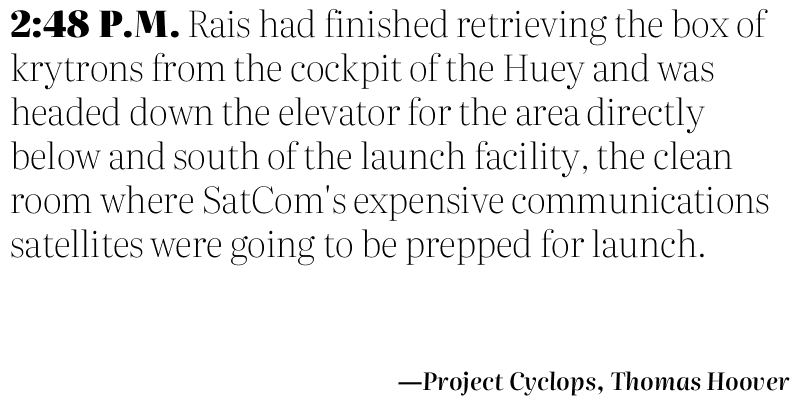 2:48 P.M. Rais had finished retrieving the box of
krytrons from the cockpit of the Huey and was
headed down the elevator for the area directly
below and south of the launch facility, the clean
room where SatCom's expensive communications
satellites were going to be prepped for launch.
—Project Cyclops, Thomas Hoover